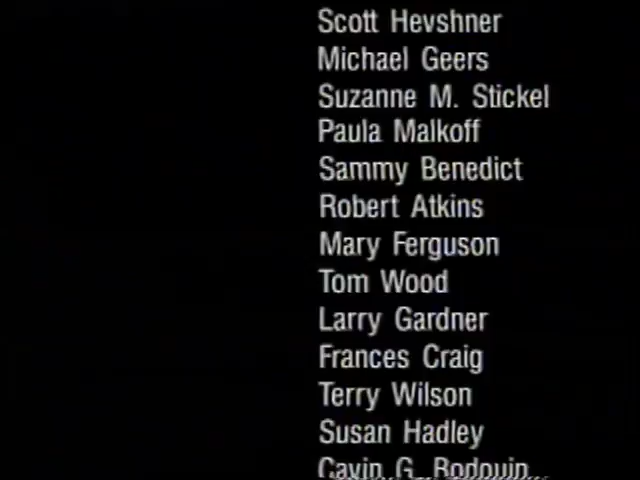 Scott Hevshner
Michael Geers
Suzanne M. Stickel
Paula Malkoff
Sammy Benedict
Robert Atkins
Mary Ferguson
Tom Wood
Larry Gardner
Frances Craig
Terry Wilson
Susan Hadley
G.